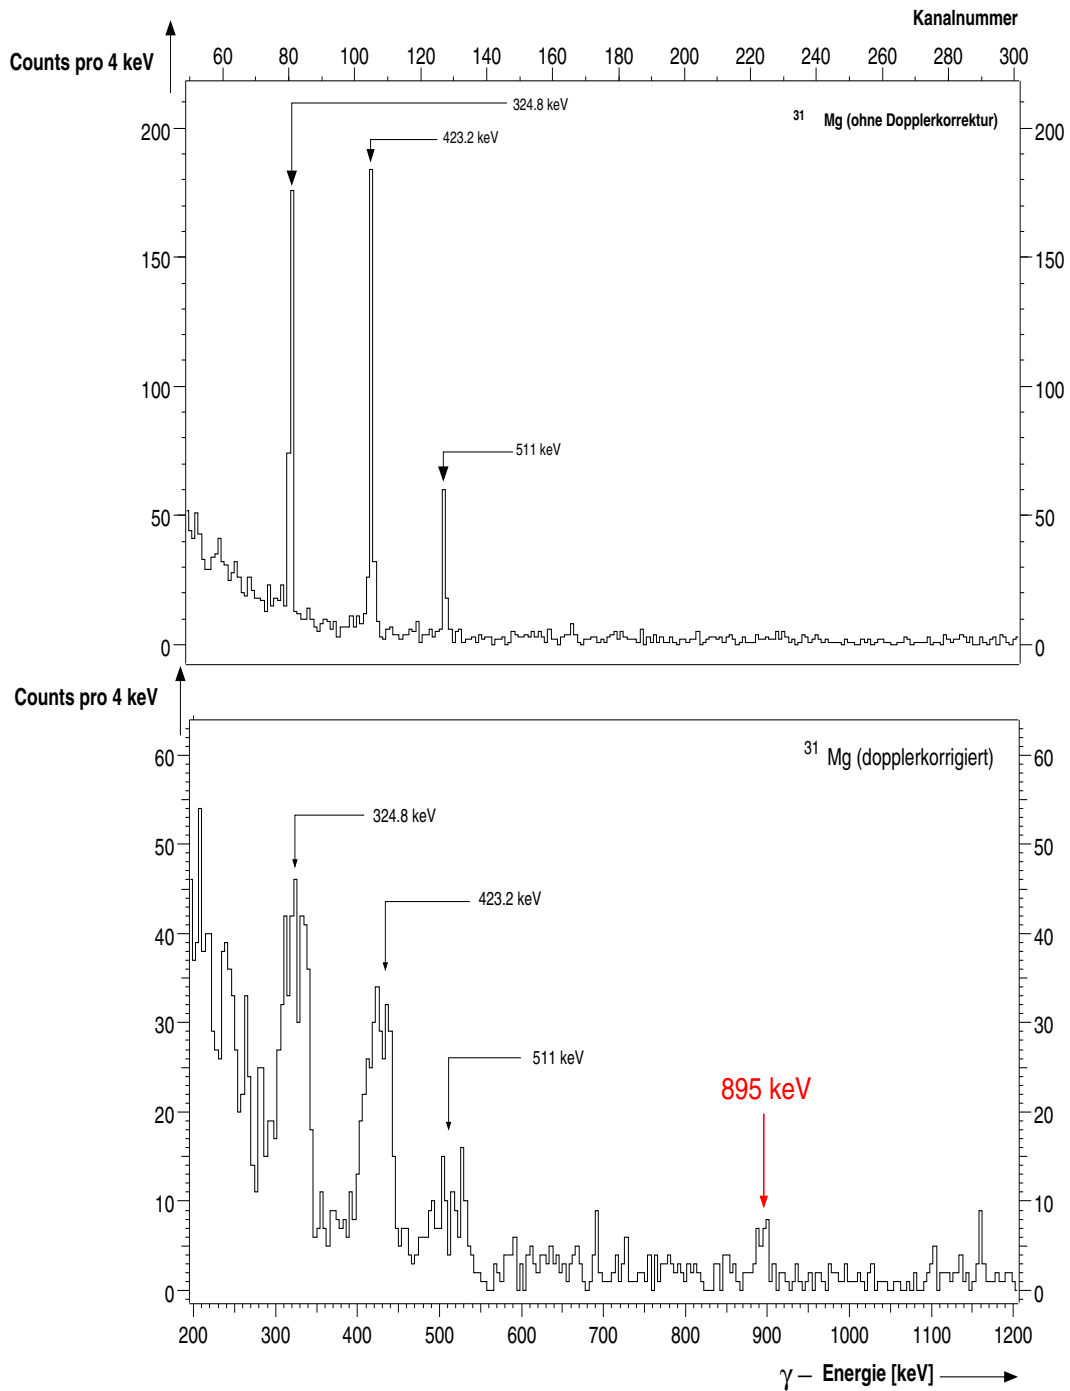 Kanalnummer
Counts pro 4 keV
60 80 100 120 140 160 180 200 220 240 260 280 300
324.8 keV
31 Mg (ohne Dopplerkorrektur)
423.2 keV
200 200
150 150
100 100
511 keV
50 50
0 0
Counts pro 4 keV
31 Mg (dopplerkorrigiert)
60 60
324.8 keV
50 50
423.2 keV
40 40
30 30
511 keV
895 keV
20 20
10 10
0 0
200 300 400 500 600 700 800 900 1000 1100 1200
γ – Energie [keV]